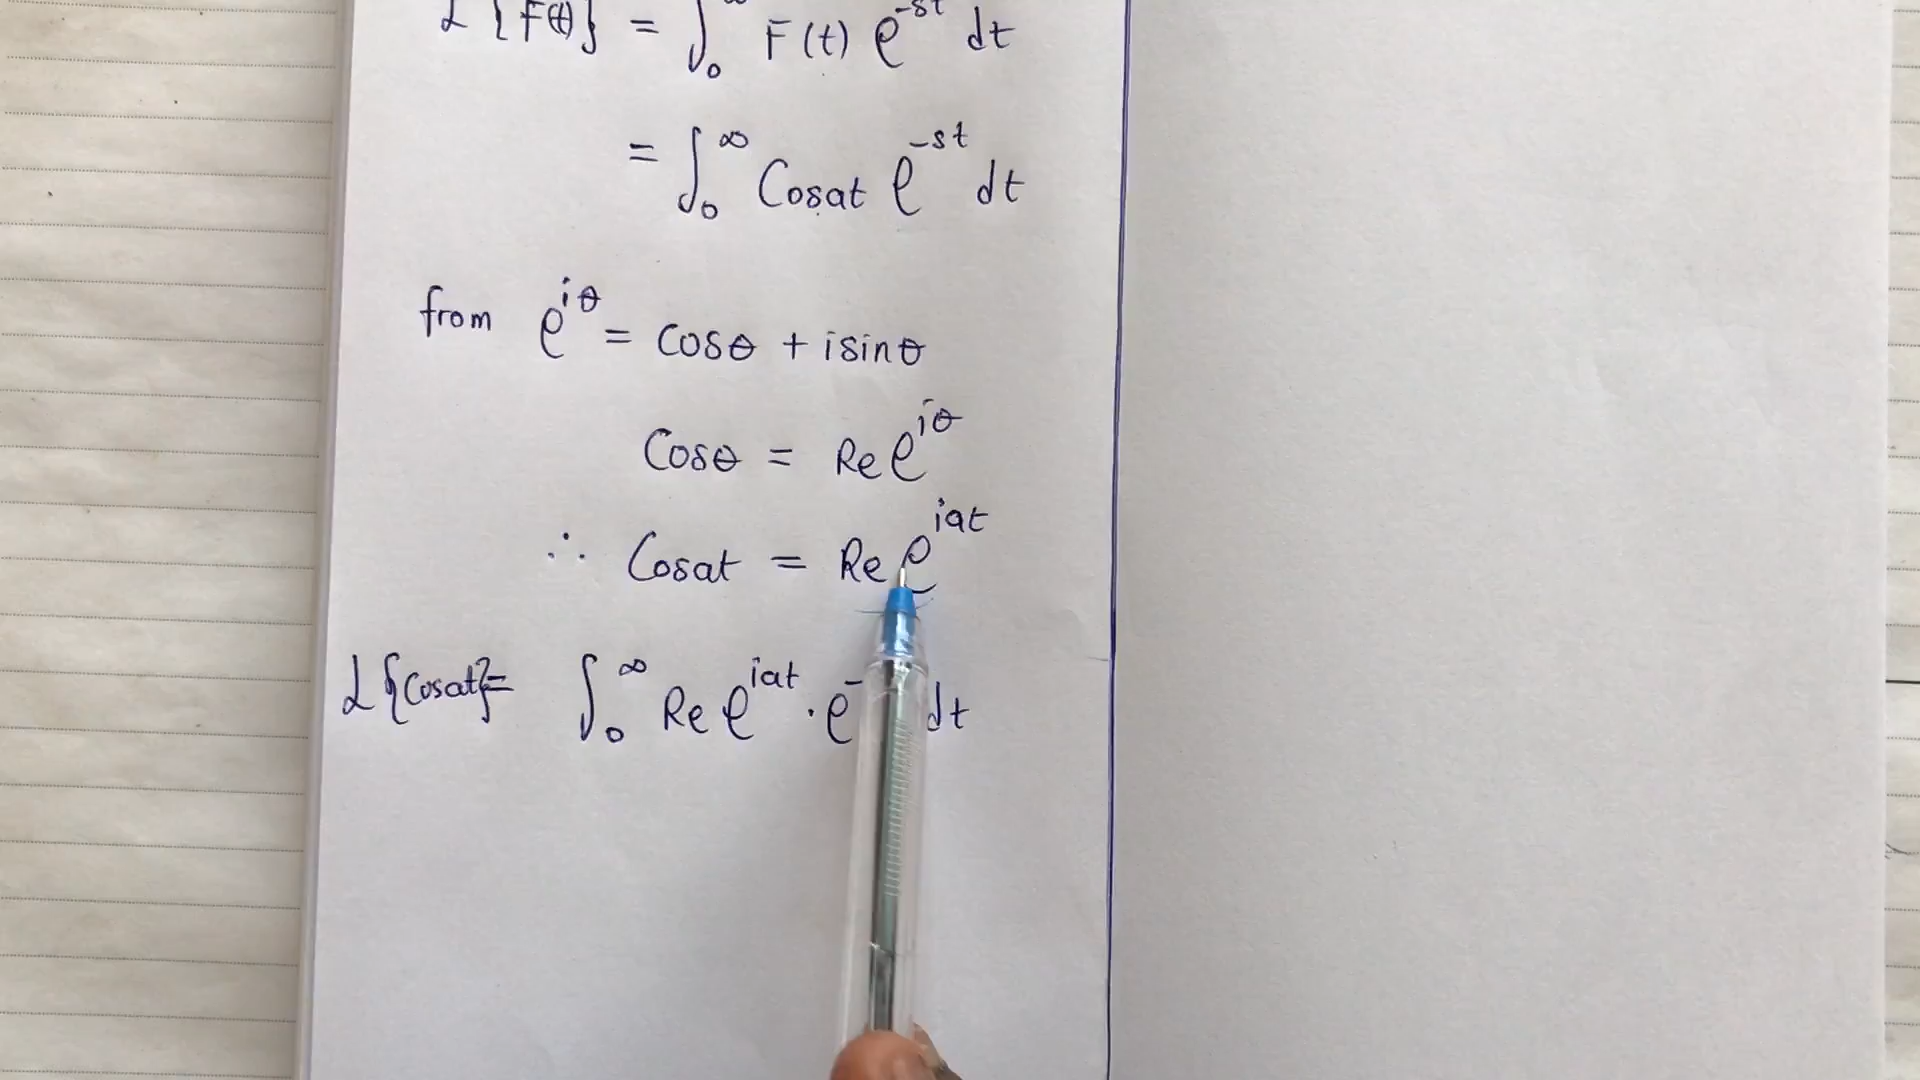 L {F(t)} = ∫₀^∞ F(t) e^-st dt
= ∫₀^∞ Cosat e^-st dt
from e^iθ = cosθ + isinθ
Cosθ = Re e^iθ
∴ Cosat = Re e^iat
L {Cosat} = ∫₀^∞ Re e^iat . e^- dt